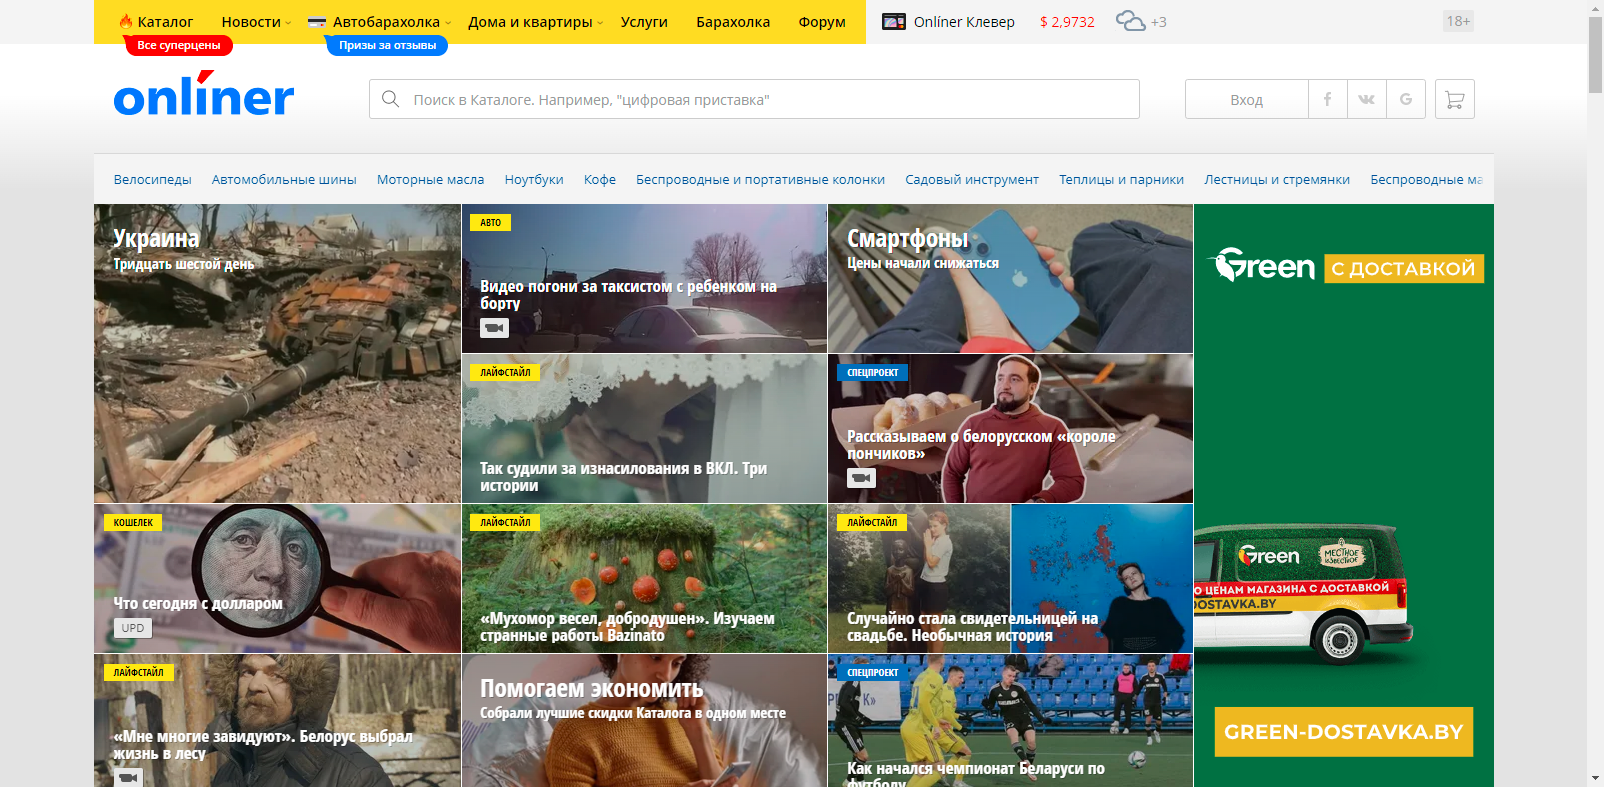 Каталог Новости Автобарахолка Дома и квартиры Услуги Барахолка Форум Onlíner Клевер $ 2,9732 +3 18+
Все суперцены Призы за отзывы
onlíner
Поиск в Каталоге. Например, "цифровая приставка"
Вход
Велосипеды Автомобильные шины Моторные масла Ноутбуки Кофе Беспроводные и портативные колонки Садовый инструмент Теплицы и парники Лестницы и стремянки Беспроводные ма
Украина
Тридцать шестой день
АВТО
Видео погони за таксистом с ребенком на
борту
Смартфоны
Цены начали снижаться
ЛАЙФСТАЙЛ
Так судили за изнасилования в ВКЛ. Три
истории
СПЕЦПРОЕКТ
Рассказываем о белорусском «короле
пончиков»
КОШЕЛЕК
Что сегодня с долларом
UPD
ЛАЙФСТАЙЛ
«Мухомор весел, добродушен». Изучаем
странные работы Bazinato
ЛАЙФСТАЙЛ
Случайно стала свидетельницей на
свадьбе. Необычная история
ЛАЙФСТАЙЛ
«Мне многие завидуют». Белорус выбрал
жизнь в лесу
Помогаем экономить
Собрали лучшие скидки Каталога в одном месте
СПЕЦПРОЕКТ
Как начался чемпионат Беларуси по
футболу
Green С ДОСТАВКОЙ
Green МЕСТНОЕ
ИЗВЕСТНОЕ
О ЦЕНАМ МАГАЗИНА С ДОСТАВКОЙ
DOSTAVKA.BY
GREEN-DOSTAVKA.BY